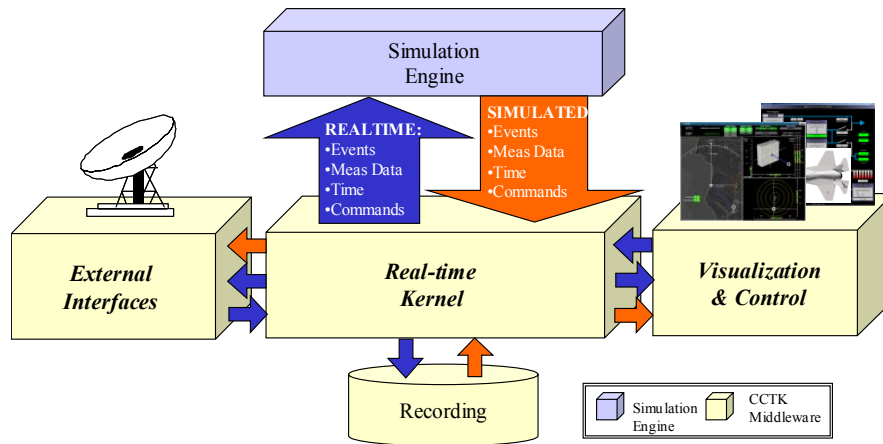 Simulation
Engine
REALTIME:
•Events
•Meas Data
•Time
•Commands
SIMULATED
•Events
•Meas Data
•Time
•Commands
External
Interfaces
Real-time
Kernel
Visualization
& Control
Recording
Simulation
Engine
CCTK
Middleware